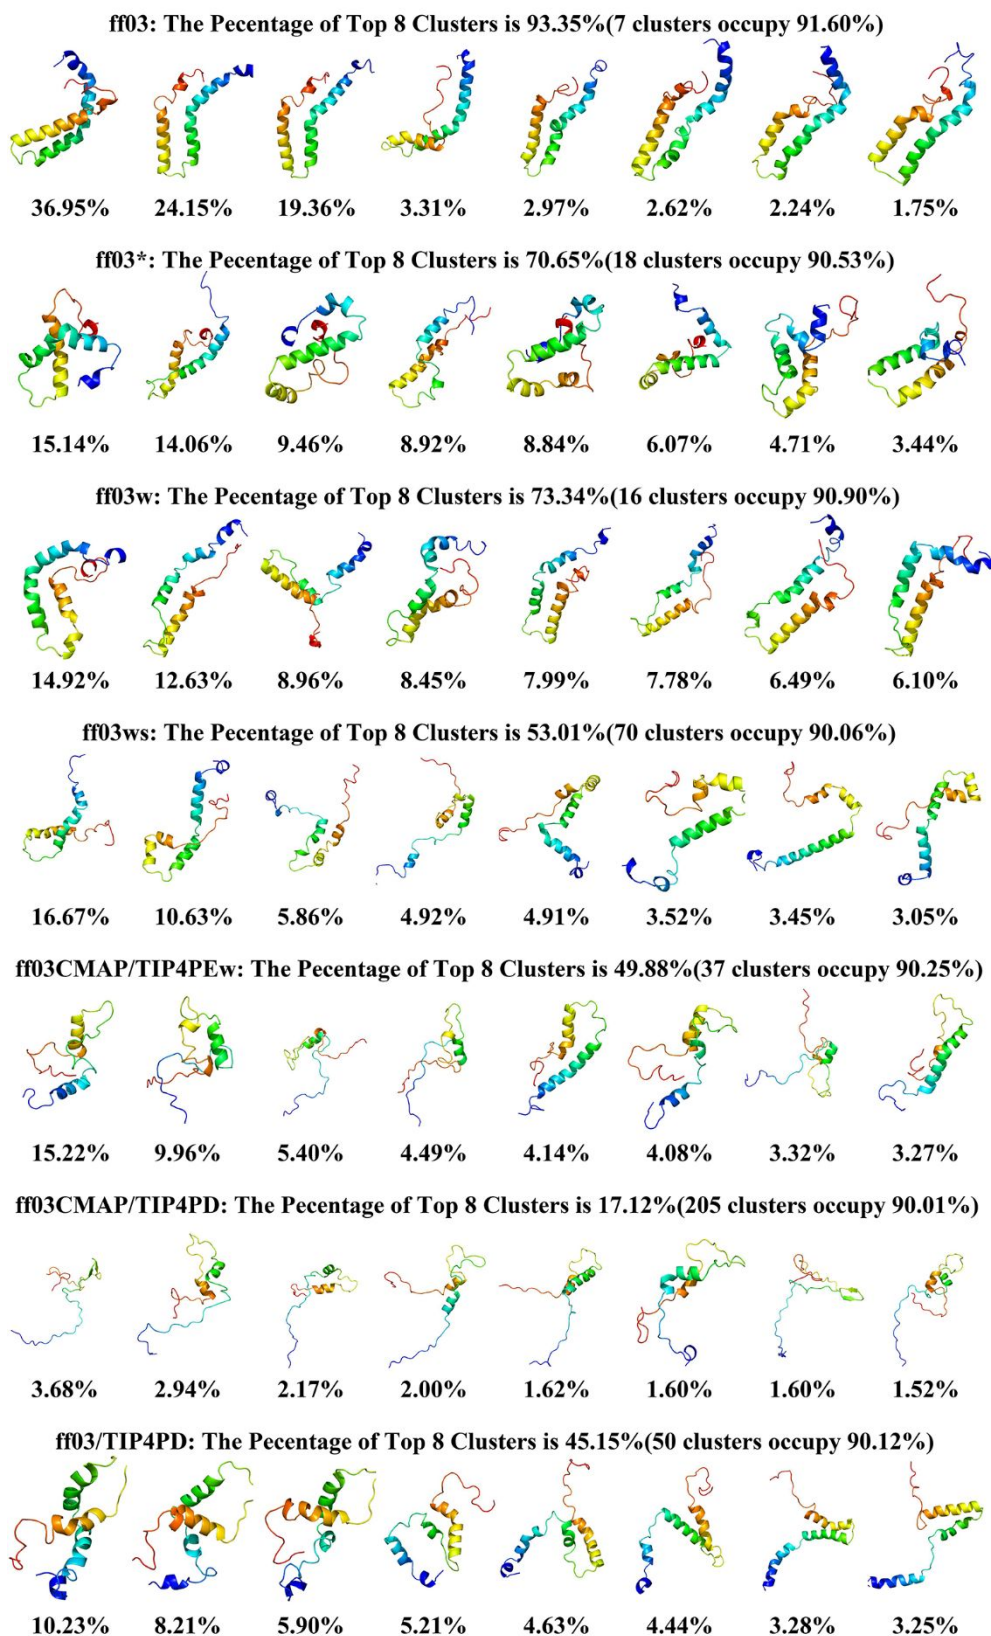 ff03: The Pecentage of Top 8 Clusters is 93.35%(7 clusters occupy 91.60%)
36.95% 24.15% 19.36% 3.31% 2.97% 2.62% 2.24% 1.75%
ff03*: The Pecentage of Top 8 Clusters is 70.65%(18 clusters occupy 90.53%)
15.14% 14.06% 9.46% 8.92% 8.84% 6.07% 4.71% 3.44%
ff03w: The Pecentage of Top 8 Clusters is 73.34%(16 clusters occupy 90.90%)
14.92% 12.63% 8.96% 8.45% 7.99% 7.78% 6.49% 6.10%
ff03ws: The Pecentage of Top 8 Clusters is 53.01%(70 clusters occupy 90.06%)
16.67% 10.63% 5.86% 4.92% 4.91% 3.52% 3.45% 3.05%
ff03CMAP/TIP4PEw: The Pecentage of Top 8 Clusters is 49.88%(37 clusters occupy 90.25%)
15.22% 9.96% 5.40% 4.49% 4.14% 4.08% 3.32% 3.27%
ff03CMAP/TIP4PD: The Pecentage of Top 8 Clusters is 17.12%(205 clusters occupy 90.01%)
3.68% 2.94% 2.17% 2.00% 1.62% 1.60% 1.60% 1.52%
ff03/TIP4PD: The Pecentage of Top 8 Clusters is 45.15%(50 clusters occupy 90.12%)
10.23% 8.21% 5.90% 5.21% 4.63% 4.44% 3.28% 3.25%